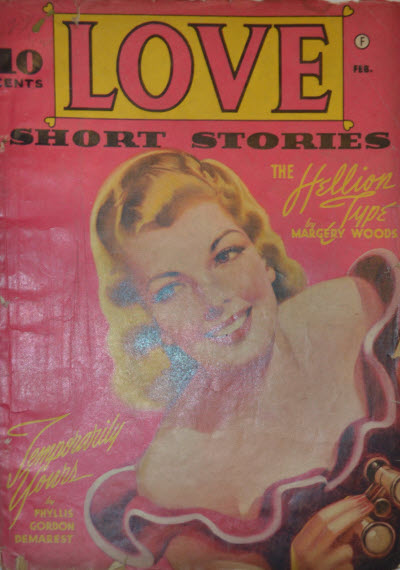 10
CENTS
LOVE
F
FEB.
SHORT STORIES
THE
Hellion
Type
by
MARGERY WOODS
Temporarily
Yours
by
PHYLLIS
GORDON
DEMAREST